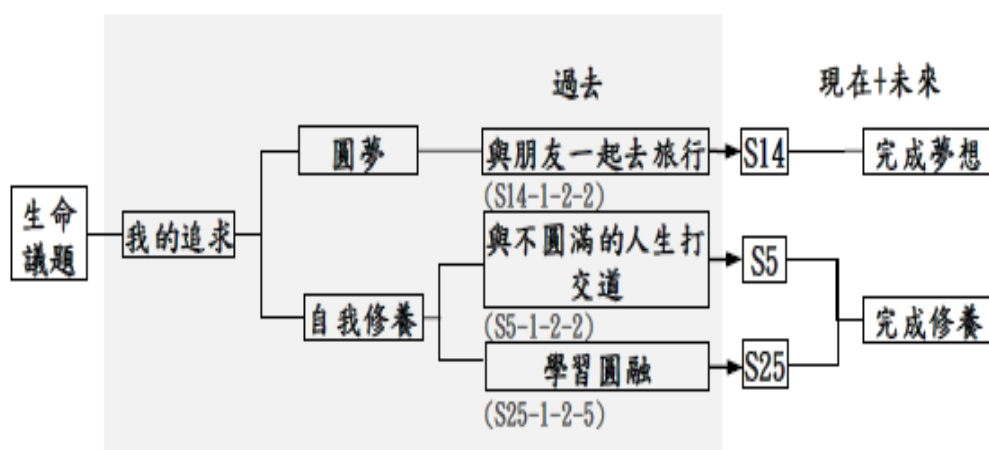 過去
現在+未來
圓夢
與朋友一起去旅行
S14
完成夢想
(S14-1-2-2)
生命
議題
我的追求
與不圓滿的人生打
交道
S5
(S5-1-2-2)
自我修養
完成修養
學習圓融
S25
(S25-1-2-5)